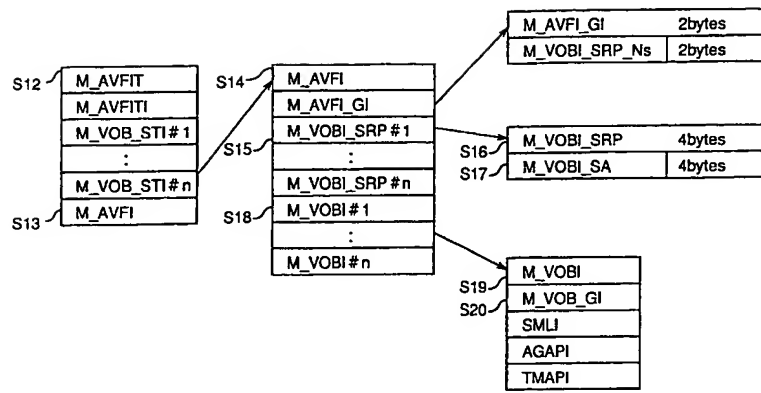 S12
M_AVFIT
M_AVFITI
M_VOB_STI#1
:
M_VOB_STI#n
S13
M_AVFI
S14
M_AVFI
M_AVFI_GI
M_VOBI_SRP#1
S15
:
M_VOBI_SRP#n
S18
M_VOBI#1
:
M_VOBI#n
M_AVFI_GI 2bytes
M_VOBI_SRP_Ns 2bytes
S16
M_VOBI_SRP 4bytes
S17
M_VOBI_SA 4bytes
M_VOBI
S19
M_VOB_GI
S20
SMLI
AGAPI
TMAPI